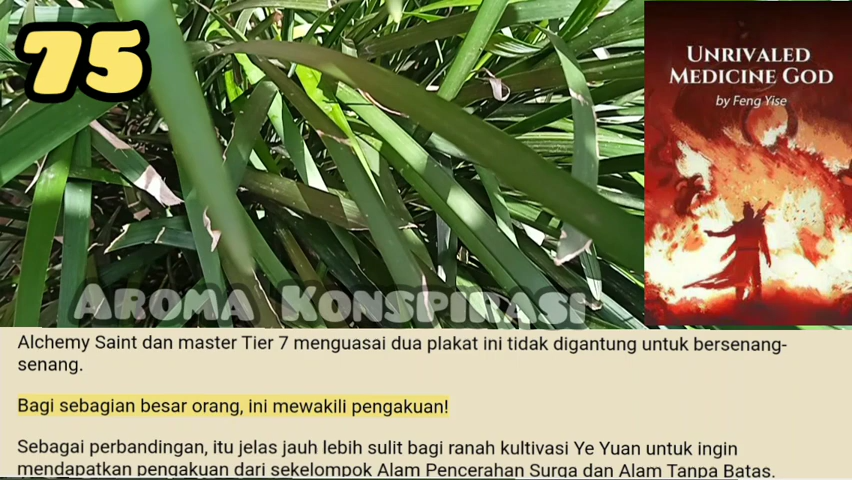 75
UNRIVALED
MEDICINE GOD
by Feng Yise
AROMA KONSPIRASI
Alchemy Saint dan master Tier 7 menguasai dua plakat ini tidak digantung untuk bersenang-
senang.
Bagi sebagian besar orang, ini mewakili pengakuan!
Sebagai perbandingan, itu jelas jauh lebih sulit bagi ranah kultivasi Ye Yuan untuk ingin
mendapatkan pengakuan dari sekelompok Alam Pencerahan Surga dan Alam Tanpa Batas.